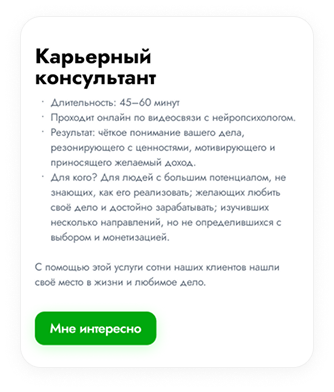 Карьерный
консультант
· Длительность: 45–60 минут
· Проходит онлайн по видеосвязи с нейропсихологом.
· Результат: чёткое понимание вашего дела,
резонирующего с ценностями, мотивирующего и
приносящего желаемый доход.
· Для кого? Для людей с большим потенциалом, не
знающих, как его реализовать; желающих любить
своё дело и достойно зарабатывать; изучивших
несколько направлений, но не определившихся с
выбором и монетизацией.
С помощью этой услуги сотни наших клиентов нашли
своё место в жизни и любимое дело.
Мне интересно